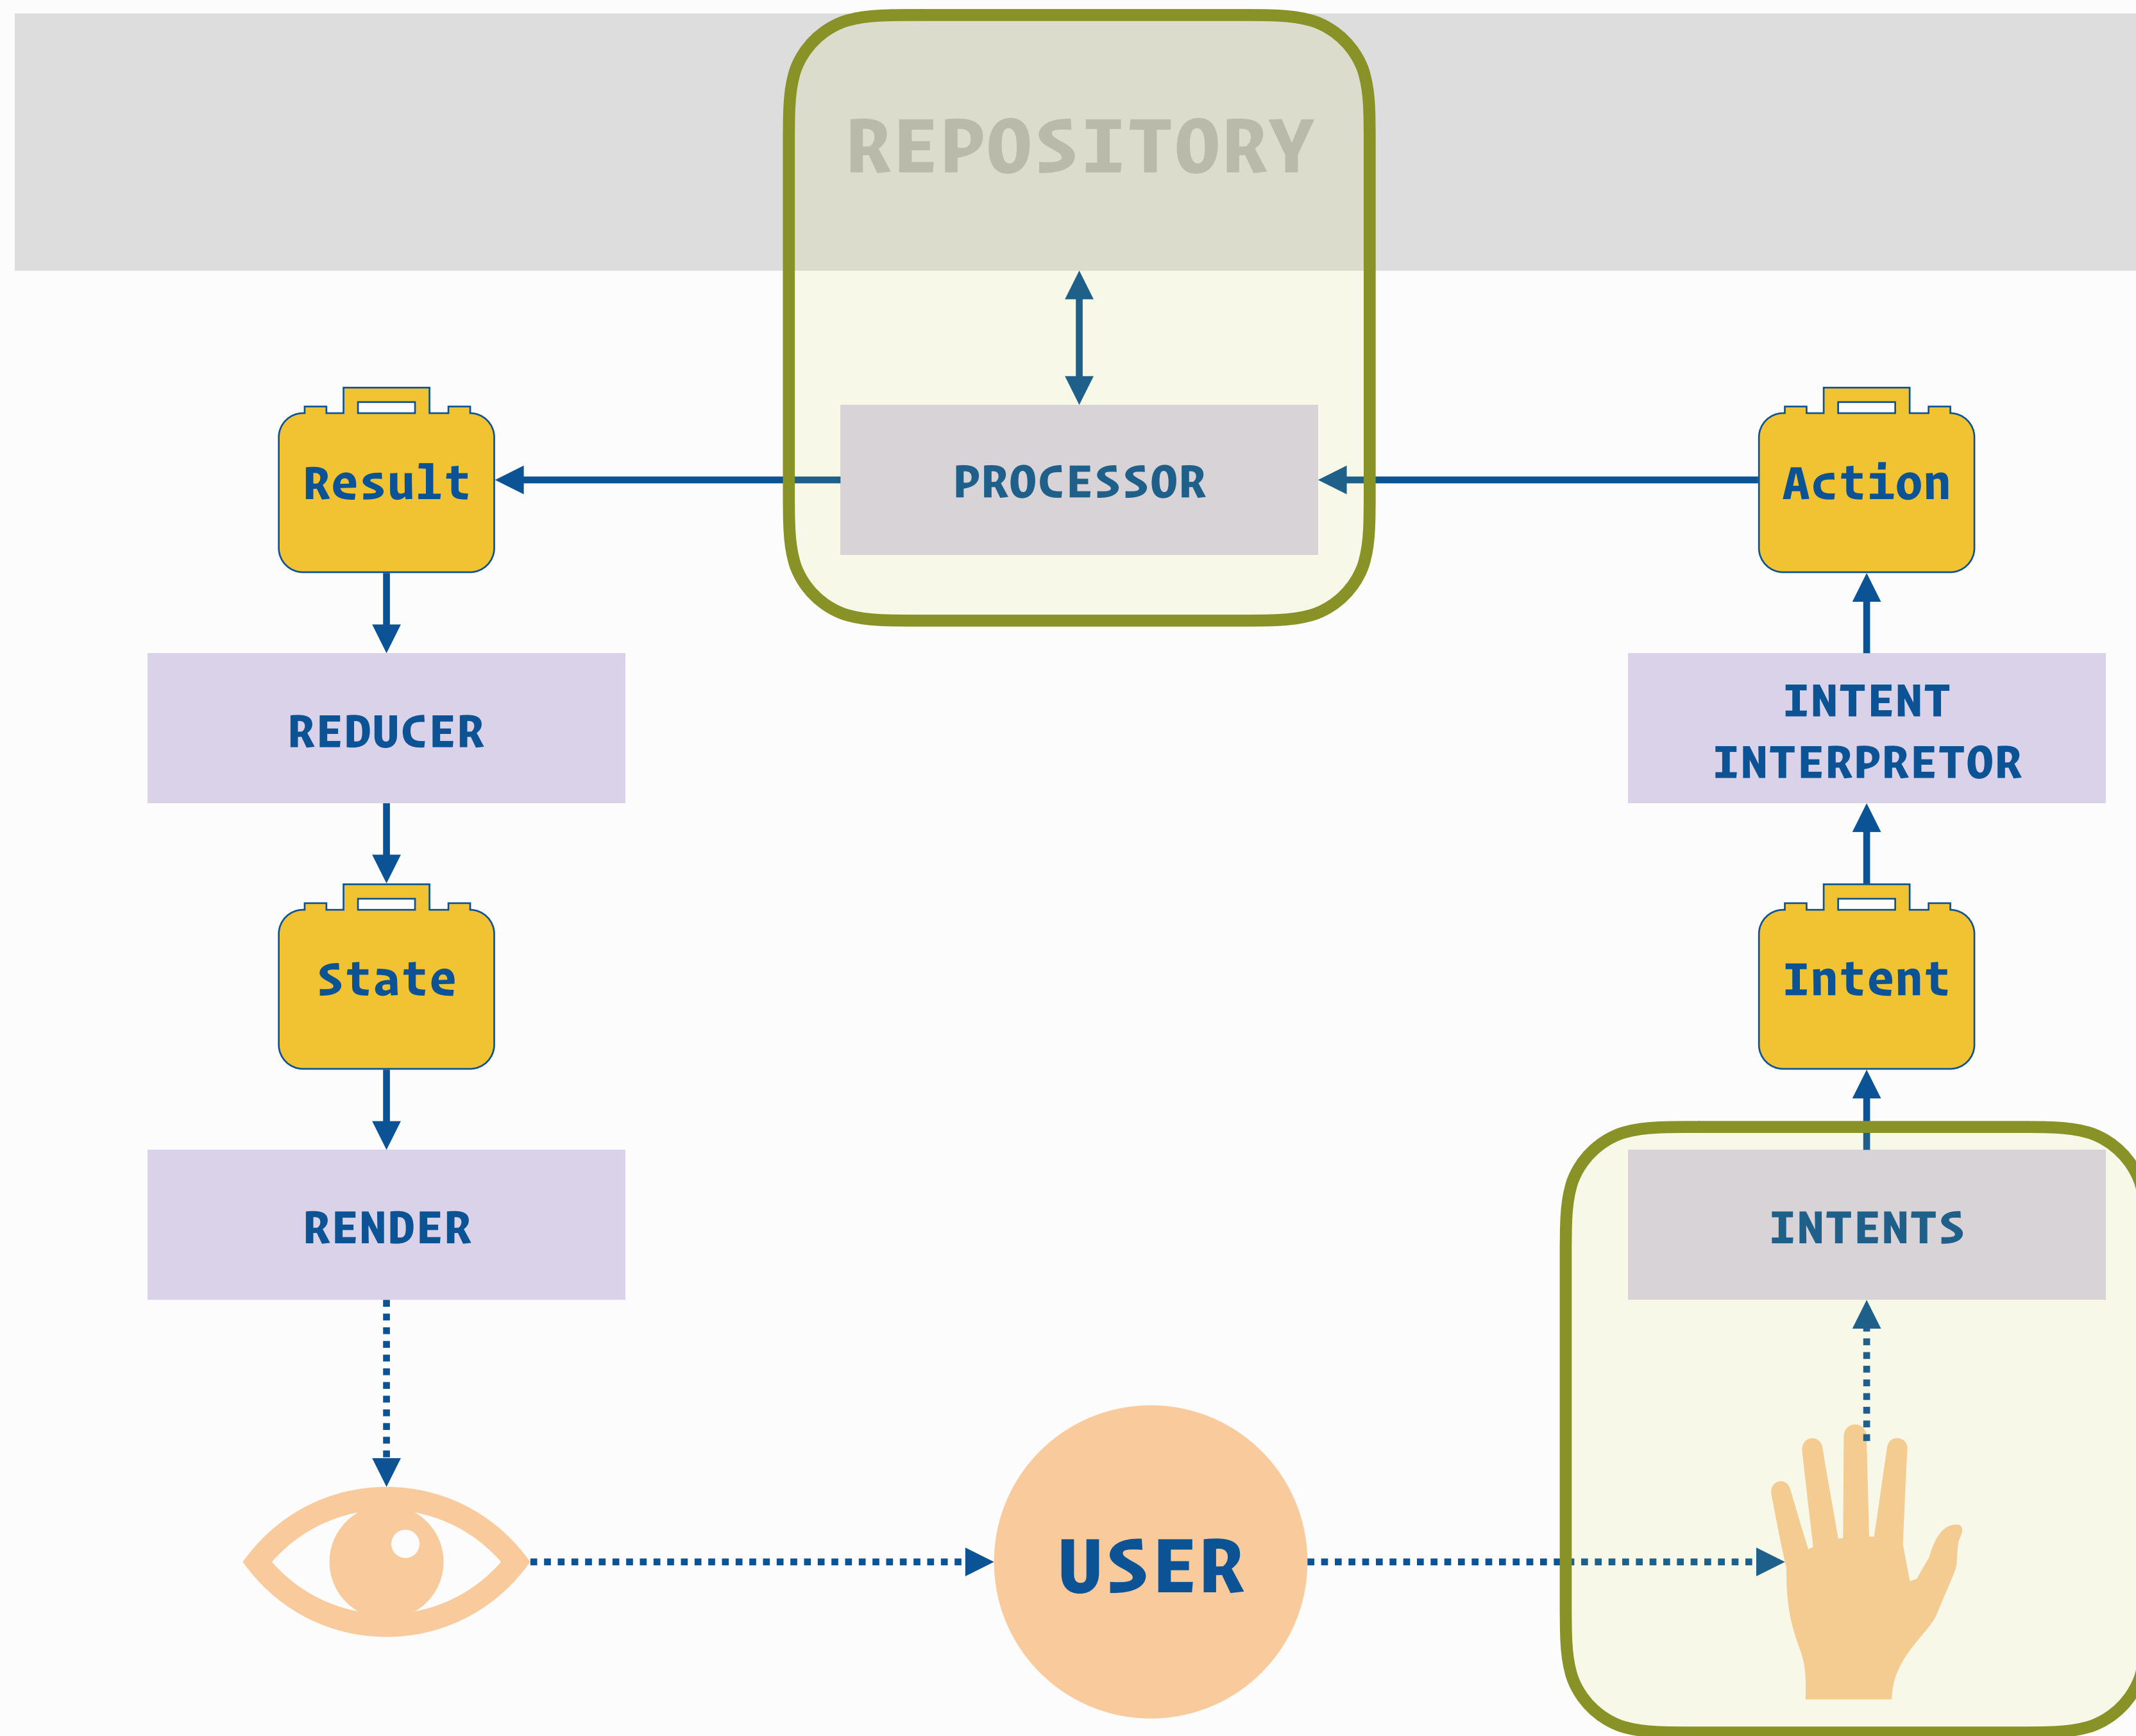 REPOSITORY
Result
PROCESSOR
Action
REDUCER
INTENT
INTERPRETOR
State
Intent
RENDER
INTENTS
USER